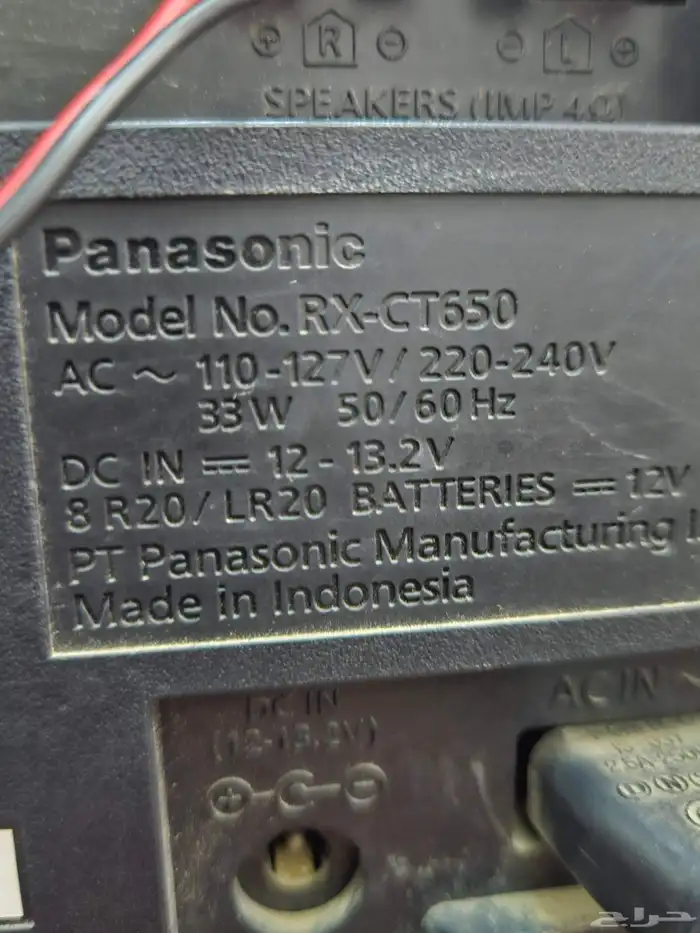 R L
SPEAKERS (IMP 4Ω)
Panasonic
Model No. RX-CT650
AC ~ 110-127V / 220-240V
33W 50/60Hz
DC IN ⎓ 12 - 13.2V
8 R20/LR20 BATTERIES ⎓ 12V
PT Panasonic Manufacturing
Made in Indonesia
DC IN
(12-13.2V)
AC IN ~
حراج